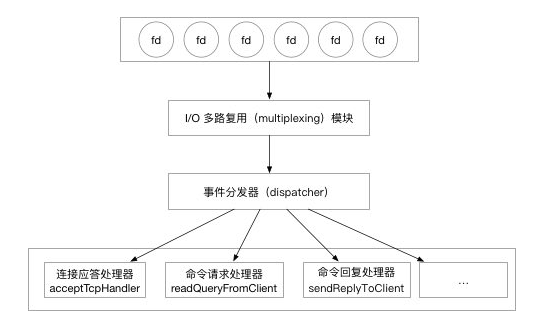 fd fd fd fd fd fd
I/O 多路复用（multiplexing）模块
事件分发器（dispatcher）
连接应答处理器
acceptTcpHandler
命令请求处理器
readQueryFromClient
命令回复处理器
sendReplyToClient
...